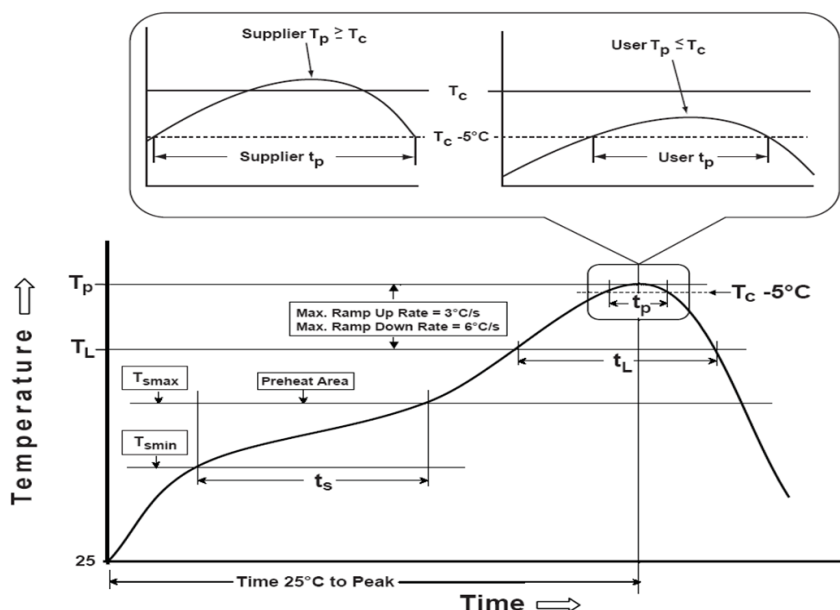 Supplier Tp ≥ Tc
User Tp ≤ Tc
Tc
Tc -5°C
Supplier tp
User tp
Temperature
Tp
Tc -5°C
Max. Ramp Up Rate = 3°C/s
Max. Ramp Down Rate = 6°C/s
tp
TL
tL
Tsmax
Preheat Area
Tsmin
ts
25
Time 25°C to Peak
Time